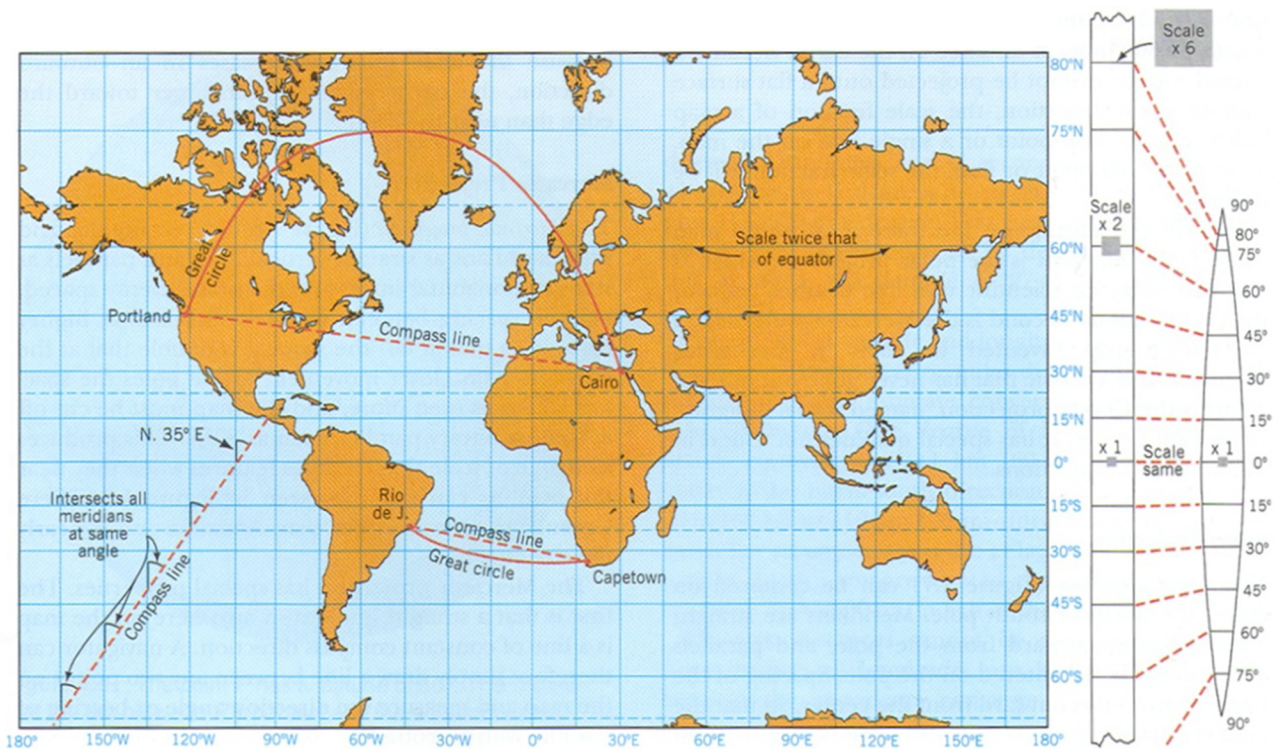 Scale
x 6
80°N
75°N
Scale
x 2
90°
80°
75°
Great
circle
Scale twice that
of equator
60°N
60°
Portland
Compass line
45°N
45°
Cairo
30°N
30°
15°N
15°
N. 35° E
x 1
Scale
same
x 1
0°
0°
Intersects all
meridians
at same
angle
Rio
de J.
15°S
15°
Compass line
Great circle
Capetown
30°S
30°
Compass line
45°S
45°
60°
60°S
75°
90°
180°
150°W
120°W
90°W
60°W
30°W
0°
30°E
60°E
90°E
120°E
150°E
180°